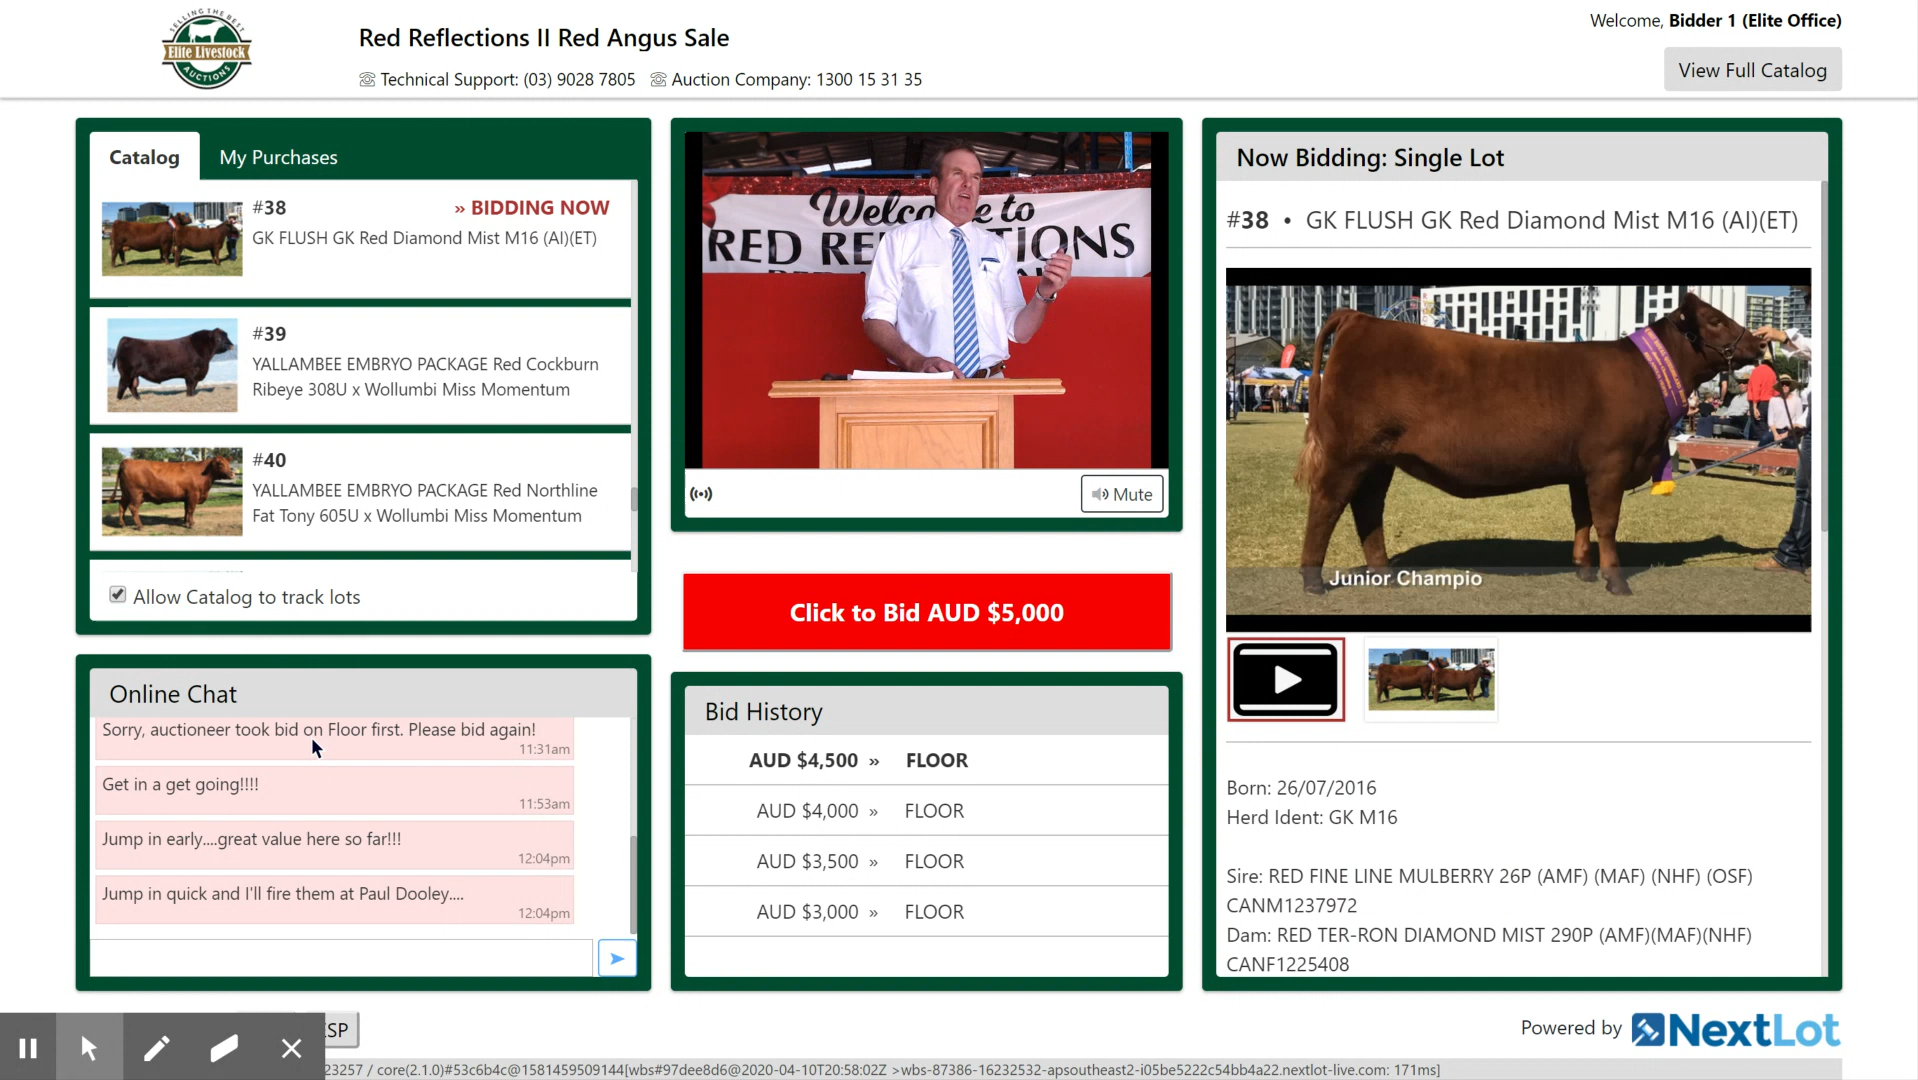 SELLING THE BEST
Elite Livestock
AUCTIONS
Red Reflections II Red Angus Sale
Technical Support: (03) 9028 7805 Auction Company: 1300 15 31 35
Welcome, Bidder 1 (Elite Office)
View Full Catalog
Catalog My Purchases
#38 » BIDDING NOW
GK FLUSH GK Red Diamond Mist M16 (AI)(ET)
#39
YALLAMBEE EMBRYO PACKAGE Red Cockburn
Ribeye 308U x Wollumbi Miss Momentum
#40
YALLAMBEE EMBRYO PACKAGE Red Northline
Fat Tony 605U x Wollumbi Miss Momentum
Allow Catalog to track lots
Online Chat
Sorry, auctioneer took bid on Floor first. Please bid again!
11:31am
Get in a get going!!!!
11:53am
Jump in early....great value here so far!!!
12:04pm
Jump in quick and I'll fire them at Paul Dooley....
12:04pm
Welco e to
RED RE TIONS
Mute
Click to Bid AUD $5,000
Bid History
AUD $4,500 » FLOOR
AUD $4,000 » FLOOR
AUD $3,500 » FLOOR
AUD $3,000 » FLOOR
Now Bidding: Single Lot
#38 • GK FLUSH GK Red Diamond Mist M16 (AI)(ET)
Junior Champio
Born: 26/07/2016
Herd Ident: GK M16
Sire: RED FINE LINE MULBERRY 26P (AMF) (MAF) (NHF) (OSF)
CANM1237972
Dam: RED TER-RON DIAMOND MIST 290P (AMF)(MAF)(NHF)
CANF1225408
SP
Powered by NextLot
23257 / core(2.1.0)#53c6b4c@1581459509144[wbs#97dee8d6@2020-04-10T20:58:02Z >wbs-87386-16232532-apsoutheast2-i05be5222c54bb4a22.nextlot-live.com: 171ms]